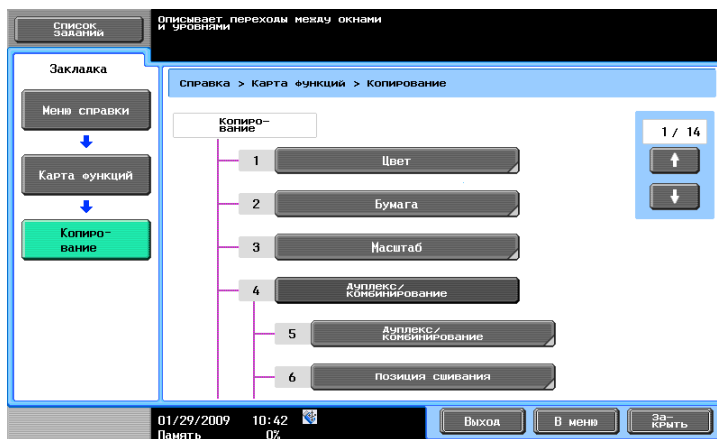 Список
заданий
Описывает переходы между окнами
и уровнями
Закладка
Меню справки
Карта функций
Копиро-
вание
Справка > Карта функций > Копирование
Копиро-
вание
1 Цвет
2 Бумага
3 Масштаб
4 Дуплекс/
комбинирование
5 Дуплекс/
комбинирование
6 Позиция сшивания
1/ 14
01/29/2009 10:42
Память 0%
Выход
В меню
За-
крыть